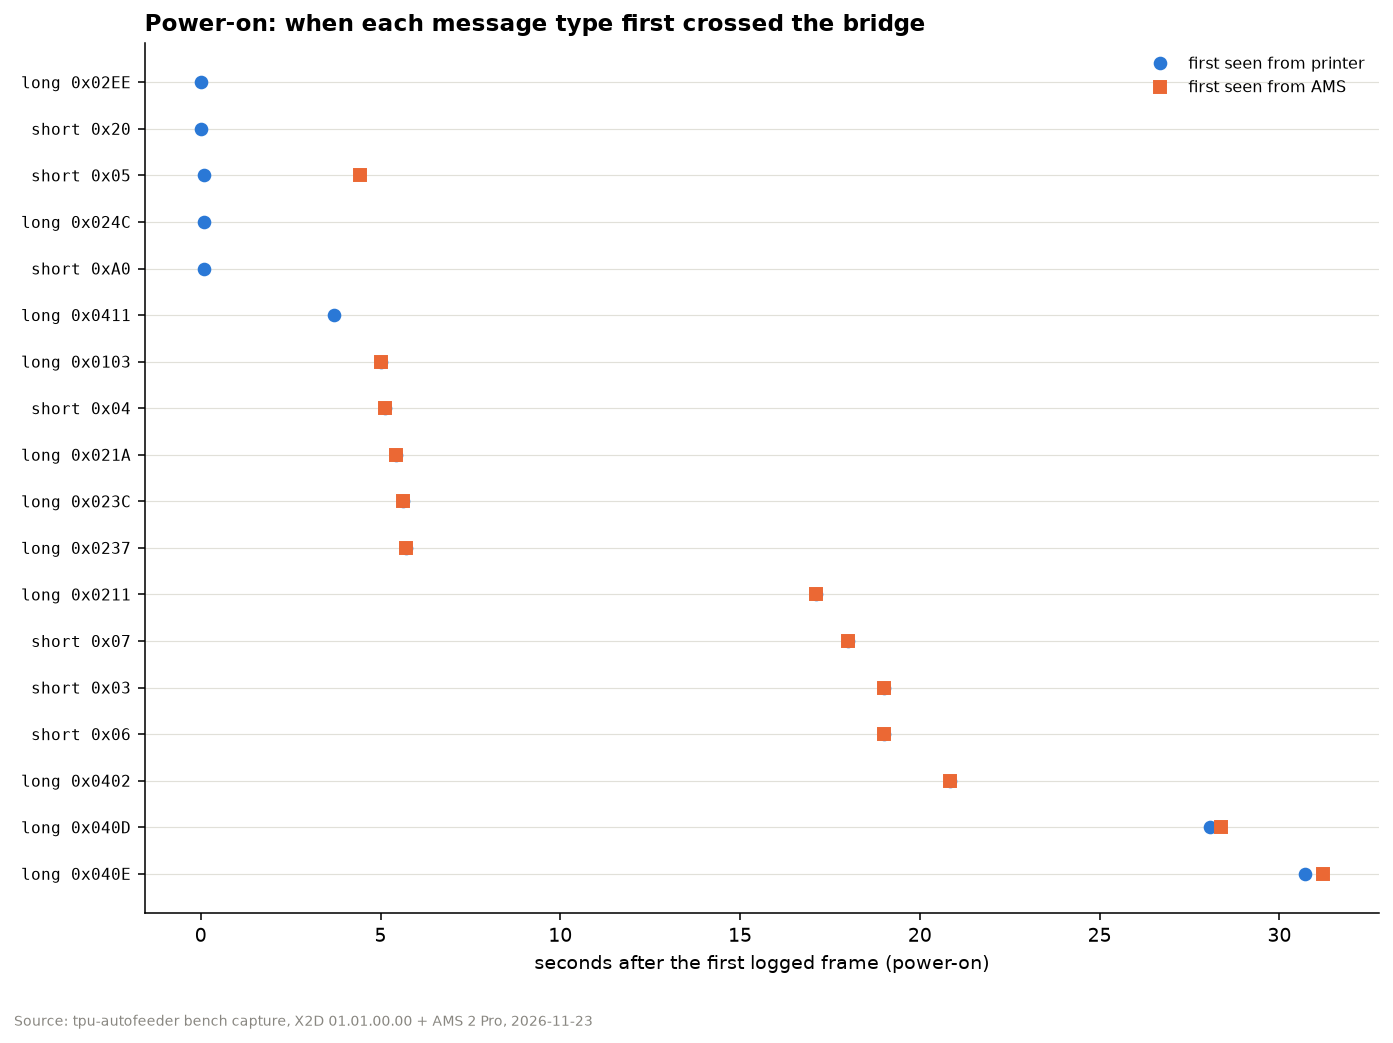 Power-on: when each message type first crossed the bridge
first seen from printer
first seen from AMS
long 0x02EE
short 0x20
short 0x05
long 0x024C
short 0xA0
long 0x0411
long 0x0103
short 0x04
long 0x021A
long 0x023C
long 0x0237
long 0x0211
short 0x07
short 0x03
short 0x06
long 0x0402
long 0x040D
long 0x040E
0 5 10 15 20 25 30
seconds after the first logged frame (power-on)
Source: tpu-autofeeder bench capture, X2D 01.01.00.00 + AMS 2 Pro, 2026-11-23